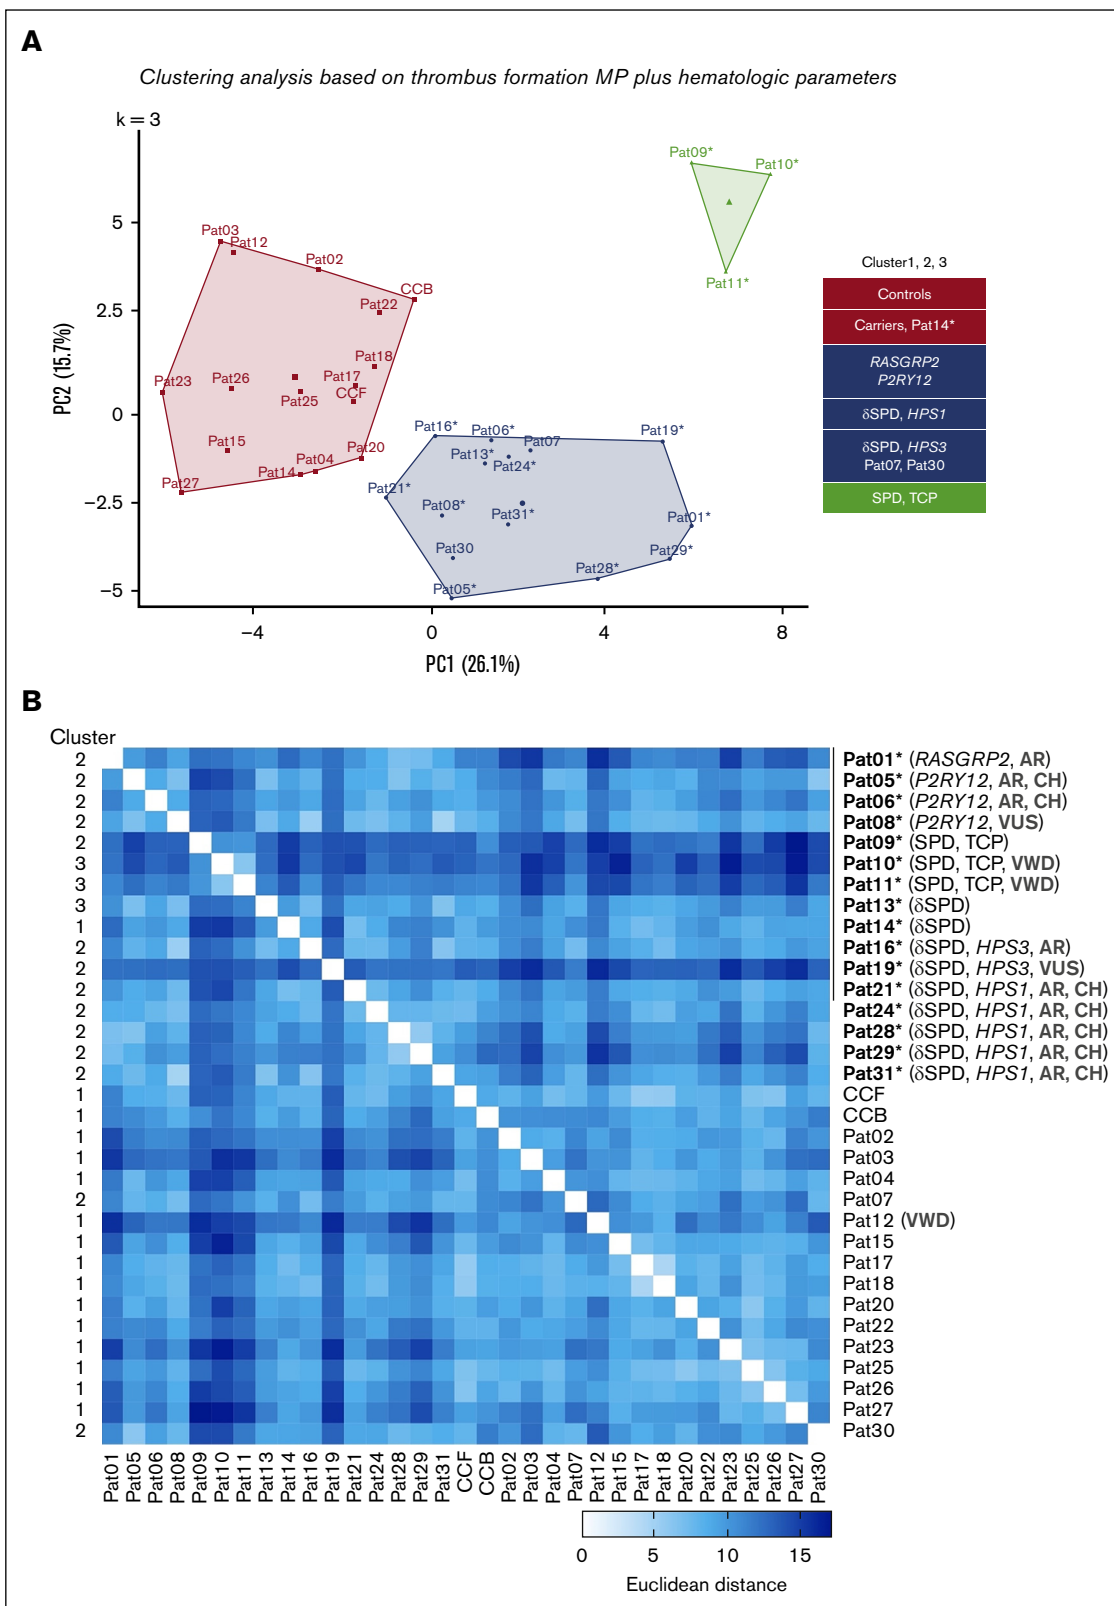 A
Clustering analysis based on thrombus formation MP plus hematologic parameters
k = 3
Pat09*
Pat10*
Pat11*
5
Pat03
Pat12
Pat02
CCB
Pat22
2.5
Pat18
Pat17
Pat23
Pat26
CCF
Pat25
0
Pat15
Pat20
Pat04
Pat14
Pat27
Pat16*
Pat06*
Pat07
Pat19*
Pat13*
Pat24*
Pat21*
–2.5
Pat08*
Pat31*
Pat01*
Pat30
Pat29*
Pat28*
Pat05*
–5
PC2 (15.7%)
–4
0
4
8
PC1 (26.1%)
Cluster1, 2, 3
Controls
Carriers, Pat14*
RASGRP2
P2RY12
δSPD, HPS1
δSPD, HPS3
Pat07, Pat30
SPD, TCP
B
Cluster
2 Pat01* (RASGRP2, AR)
2 Pat05* (P2RY12, AR, CH)
2 Pat06* (P2RY12, AR, CH)
2 Pat08* (P2RY12, VUS)
2 Pat09* (SPD, TCP)
3 Pat10* (SPD, TCP, VWD)
3 Pat11* (SPD, TCP, VWD)
3 Pat13* (δSPD)
1 Pat14* (δSPD)
2 Pat16* (δSPD, HPS3, AR)
2 Pat19* (δSPD, HPS3, VUS)
2 Pat21* (δSPD, HPS1, AR, CH)
2 Pat24* (δSPD, HPS1, AR, CH)
2 Pat28* (δSPD, HPS1, AR, CH)
2 Pat29* (δSPD, HPS1, AR, CH)
2 Pat31* (δSPD, HPS1, AR, CH)
1 CCF
1 CCB
1 Pat02
1 Pat03
1 Pat04
2 Pat07
1 Pat12 (VWD)
1 Pat15
1 Pat17
1 Pat18
1 Pat20
1 Pat22
1 Pat23
1 Pat25
1 Pat26
1 Pat27
2 Pat30
Pat01 Pat05 Pat06 Pat08 Pat09 Pat10 Pat11 Pat13 Pat14 Pat16 Pat19 Pat21 Pat24 Pat28 Pat29 Pat31 CCF CCB Pat02 Pat03 Pat04 Pat07 Pat12 Pat15 Pat17 Pat18 Pat20 Pat22 Pat23 Pat25 Pat26 Pat27 Pat30
0 5 10 15
Euclidean distance